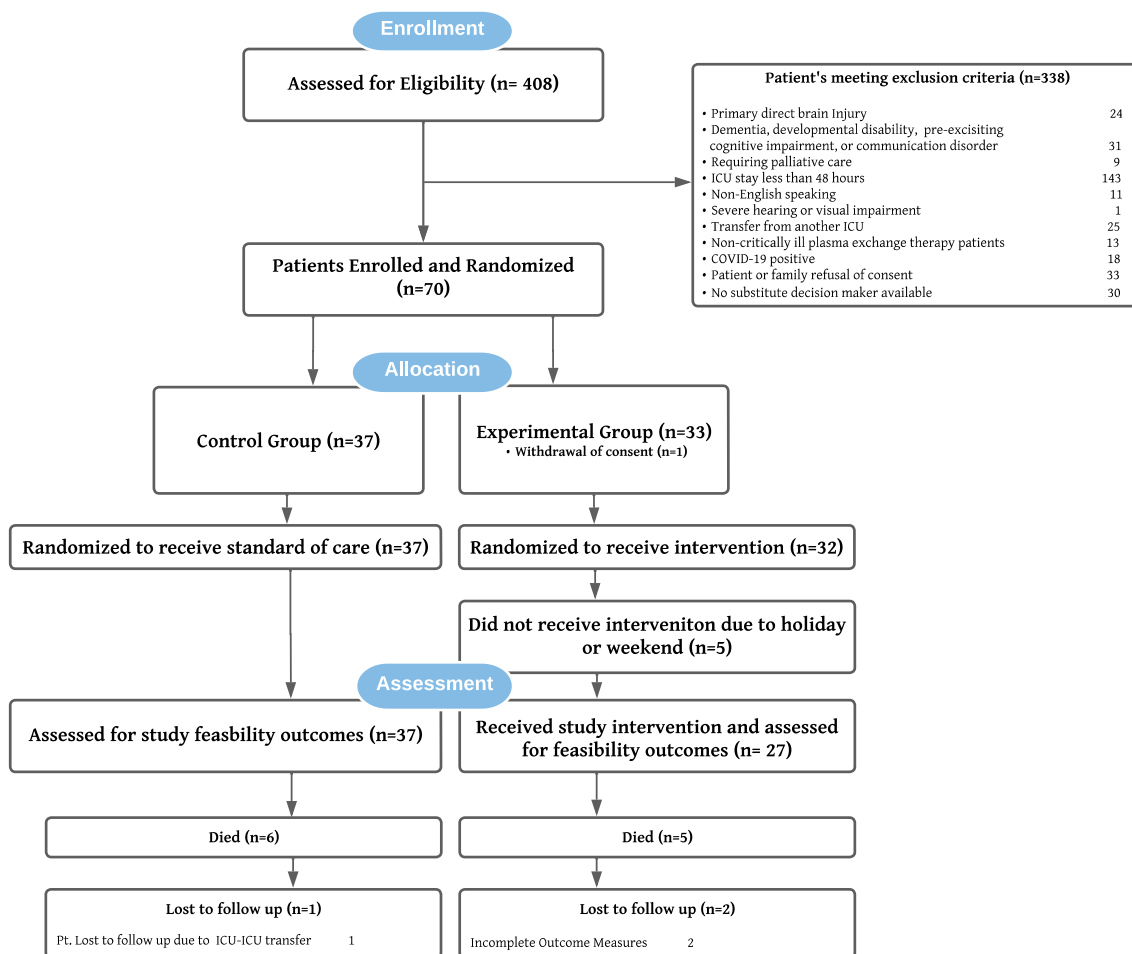 Enrollment
Assessed for Eligibility (n= 408)
Patient's meeting exclusion criteria (n=338)
• Primary direct brain Injury 24
• Dementia, developmental disability, pre-excisiting
cognitive impairment, or communication disorder 31
• Requiring palliative care 9
• ICU stay less than 48 hours 143
• Non-English speaking 11
• Severe hearing or visual impairment 1
• Transfer from another ICU 25
• Non-critically ill plasma exchange therapy patients 13
• COVID-19 positive 18
• Patient or family refusal of consent 33
• No substitute decision maker available 30
Patients Enrolled and Randomized
(n=70)
Allocation
Control Group (n=37)
Experimental Group (n=33)
• Withdrawal of consent (n=1)
Randomized to receive standard of care (n=37)
Randomized to receive intervention (n=32)
Did not receive interveniton due to holiday
or weekend (n=5)
Assessment
Assessed for study feasbility outcomes (n=37)
Received study intervention and assessed
for feasibility outcomes (n= 27)
Died (n=6)
Died (n=5)
Lost to follow up (n=1)
Pt. Lost to follow up due to ICU-ICU transfer 1
Lost to follow up (n=2)
Incomplete Outcome Measures 2